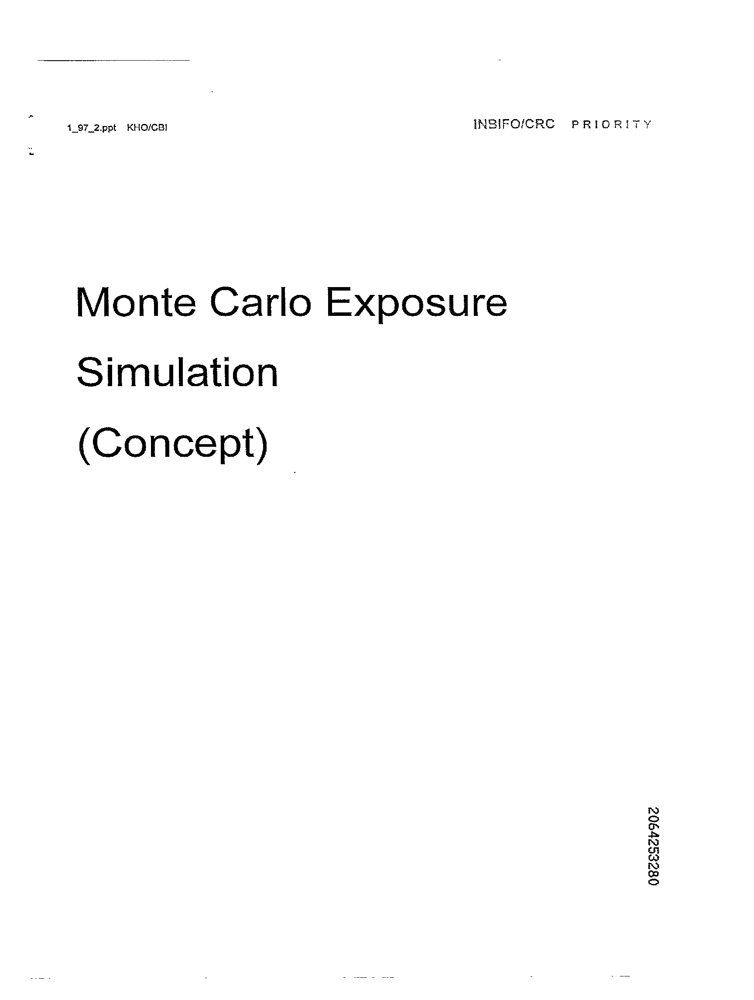 1_97_2.ppt KHO/CBI
INBIFO/CRC PRIORITY
Monte Carlo Exposure
Simulation
(Concept)
2064253280